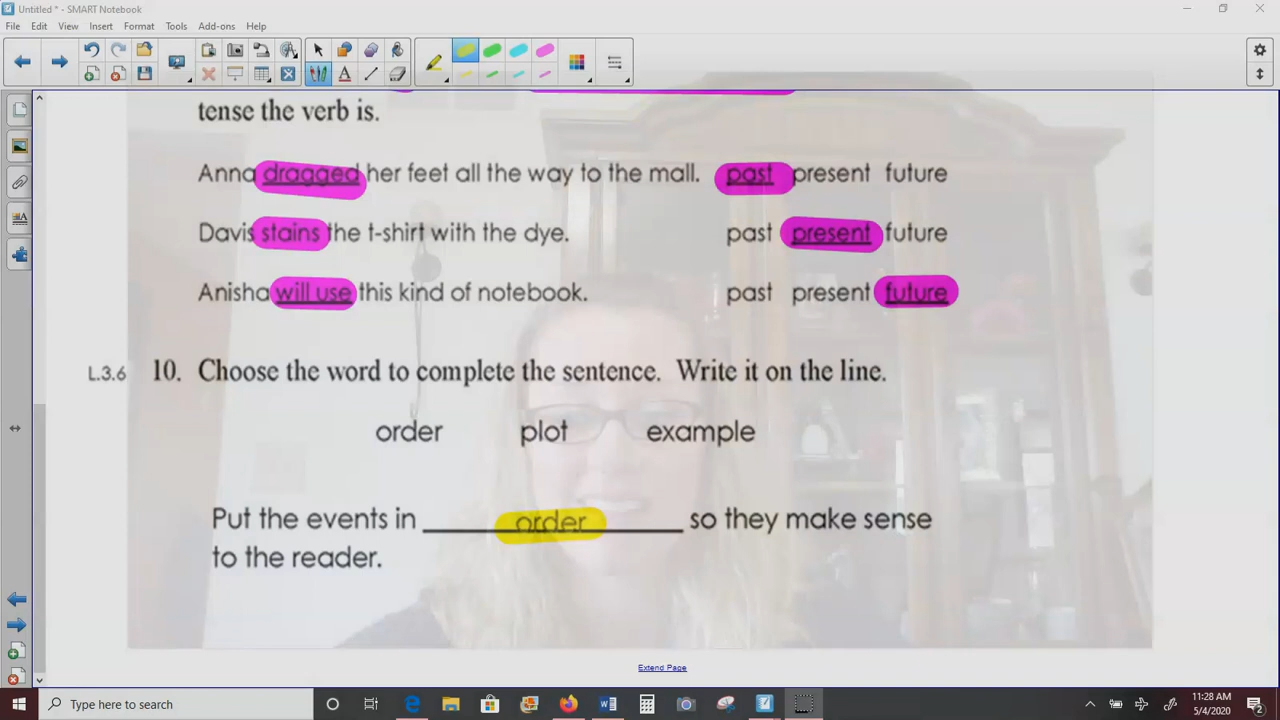 Untitled * - SMART Notebook
File Edit View Insert Format Tools Add-ons Help
tense the verb is.
Anna dragged her feet all the way to the mall. past present future
Davis stains the t-shirt with the dye. past present future
Anisha will use this kind of notebook. past present future
L.3.6 10. Choose the word to complete the sentence. Write it on the line.
order plot example
Put the events in order so they make sense
to the reader.
Extend Page
Type here to search
11:28 AM
5/4/2020
2